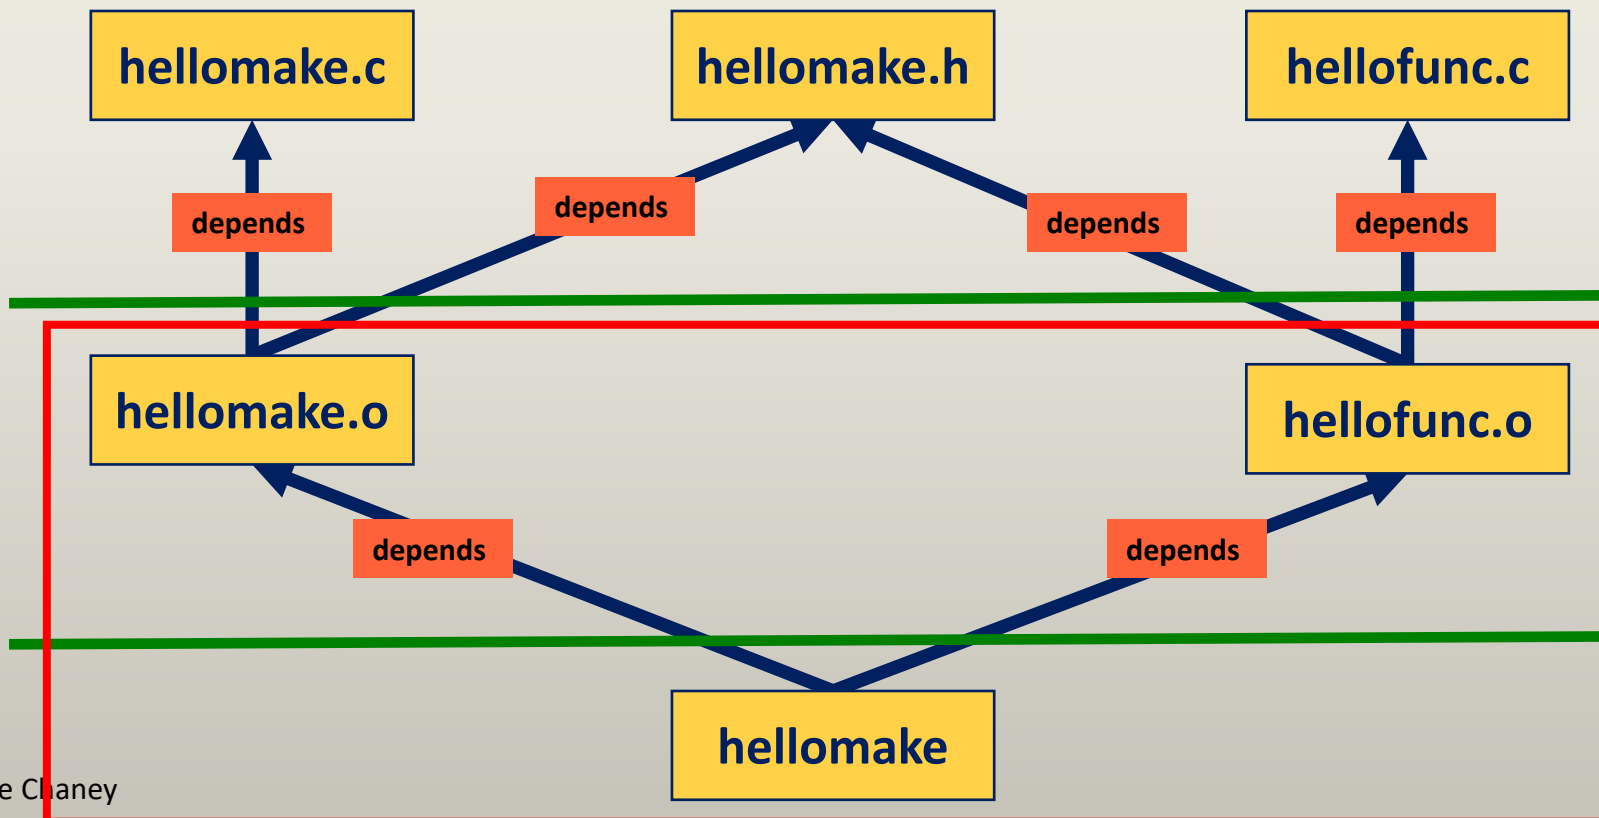 hellomake.c
hellomake.h
hellofunc.c
depends
depends
depends
depends
hellomake.o
hellofunc.o
depends
depends
hellomake
e Chaney